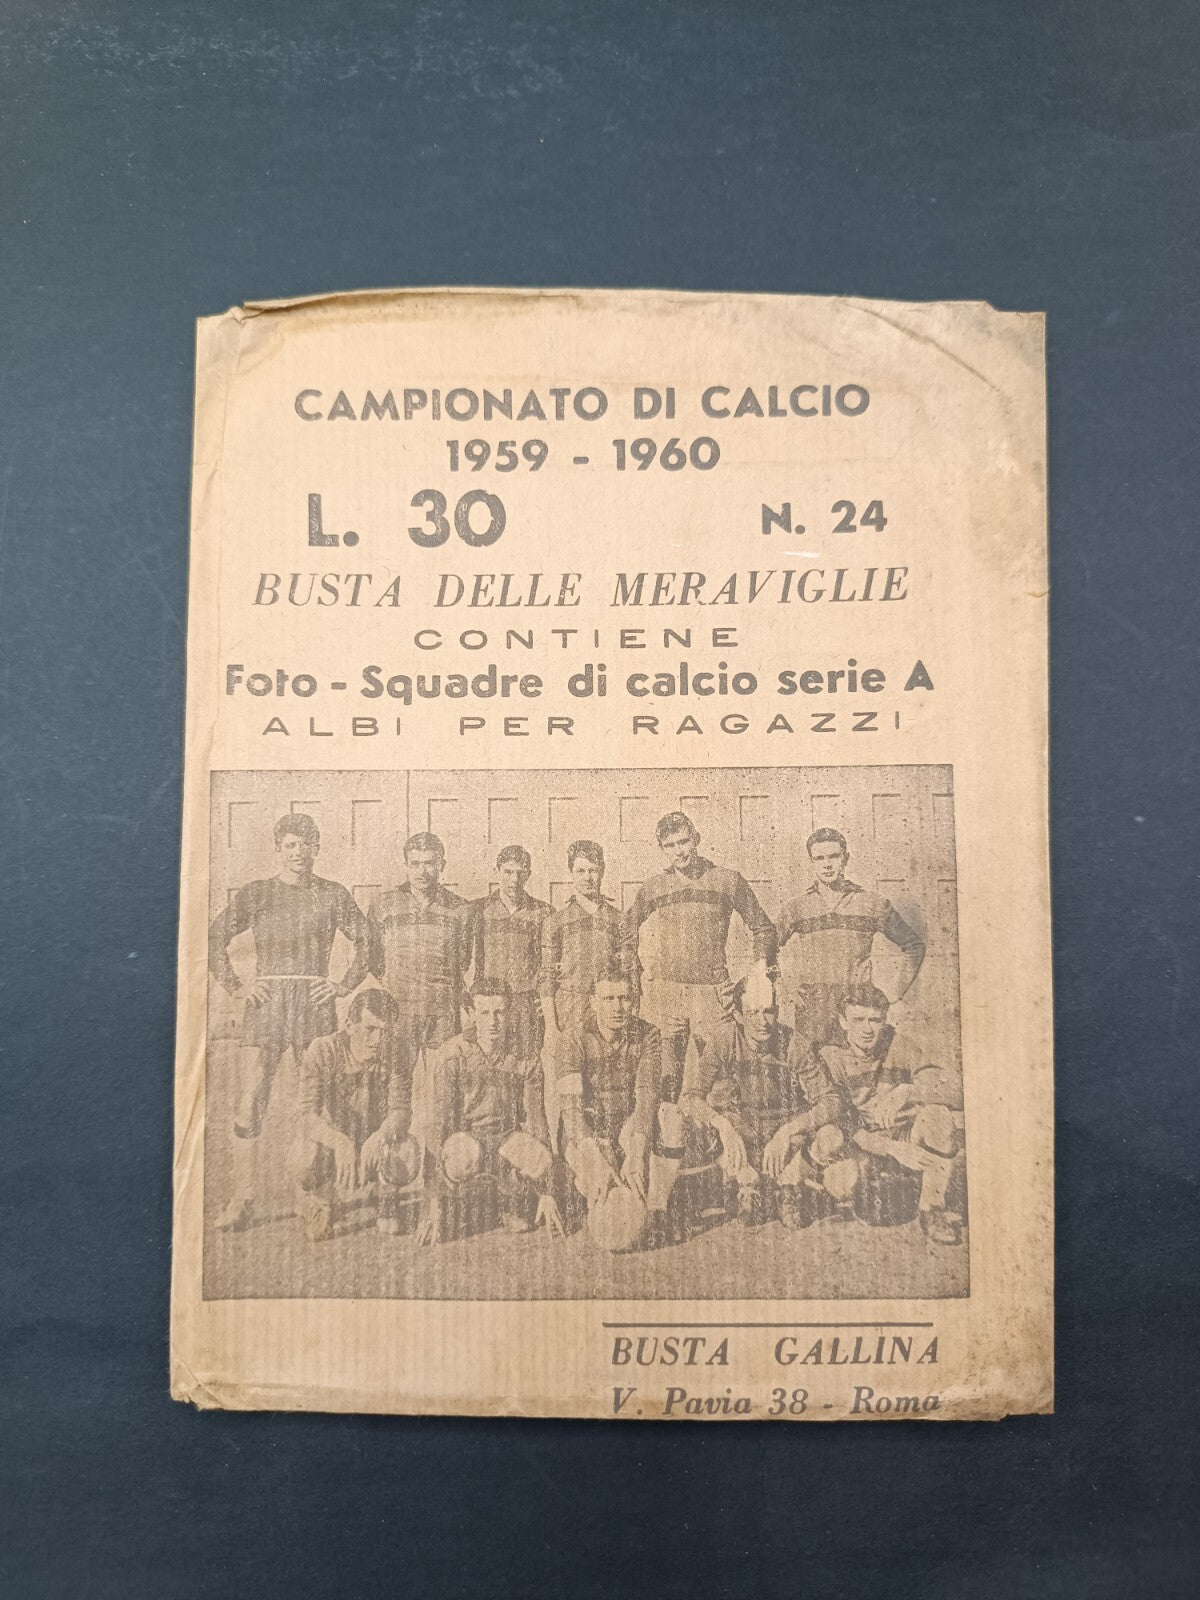 CAMPIONATO DI CALCIO
1959 - 1960
L. 30 N. 24
BUSTA DELLE MERAVIGLIE
CONTIENE
Foto - Squadre di calcio serie A
ALBI PER RAGAZZI
BUSTA GALLINA
V. Pavia 38 - Roma